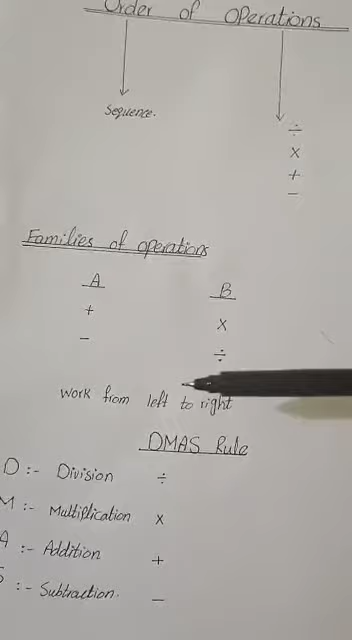 Order of Operations
Sequence.
÷
×
+
-
Families of operations
A B
+ ×
- ÷
Work from left to right
DMAS Rule
D :- Division ÷
M :- Multiplication ×
A :- Addition +
S :- Subtraction. -